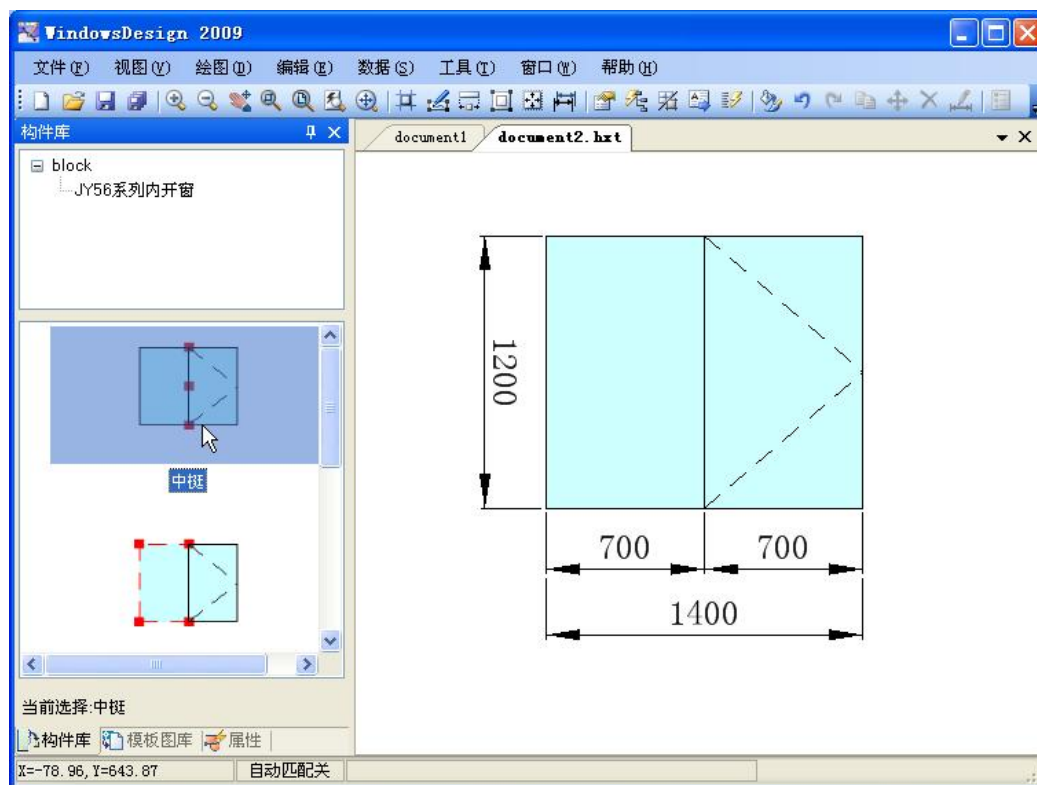 WindowsDesign 2009
文件(F) 视图(V) 绘图(D) 编辑(E) 数据(S) 工具(T) 窗口(W) 帮助(H)
构件库
document1 document2.hxt
block
JY56系列内开窗
中梃
1200
700 700
1400
当前选择:中梃
构件库 模板图库 属性
X=-78.96,Y=643.87 自动匹配关